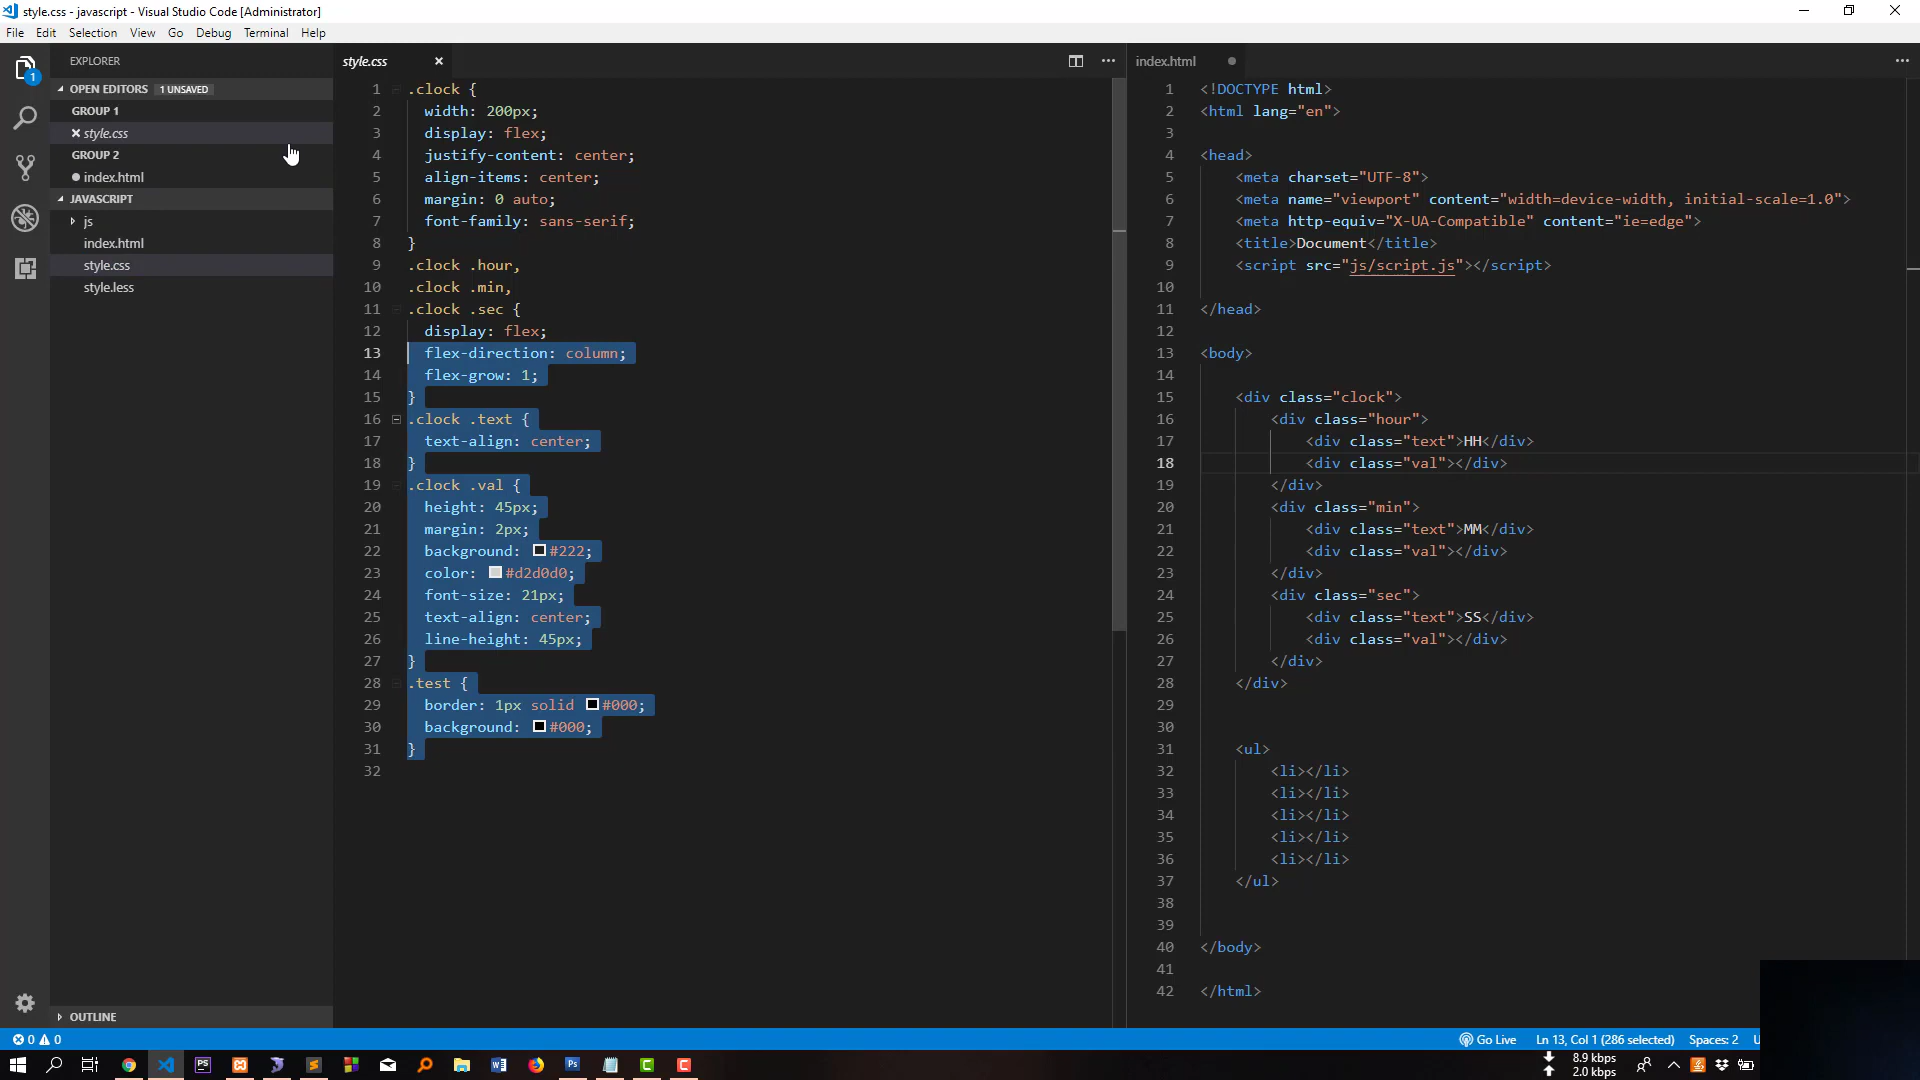 style.css - javascript - Visual Studio Code [Administrator]
File Edit Selection View Go Debug Terminal Help
EXPLORER
OPEN EDITORS 1 UNSAVED
GROUP 1
style.css
GROUP 2
index.html
JAVASCRIPT
js
index.html
style.css
style.less
OUTLINE
1
style.css
1 .clock {
2 width: 200px;
3 display: flex;
4 justify-content: center;
5 align-items: center;
6 margin: 0 auto;
7 font-family: sans-serif;
8 }
9 .clock .hour,
10 .clock .min,
11 .clock .sec {
12 display: flex;
13 flex-direction: column;
14 flex-grow: 1;
15 }
16 .clock .text {
17 text-align: center;
18 }
19 .clock .val {
20 height: 45px;
21 margin: 2px;
22 background: #222;
23 color: #d2d0d0;
24 font-size: 21px;
25 text-align: center;
26 line-height: 45px;
27 }
28 .test {
29 border: 1px solid #000;
30 background: #000;
31 }
32
index.html
1 <!DOCTYPE html>
2 <html lang="en">
3
4 <head>
5 <meta charset="UTF-8">
6 <meta name="viewport" content="width=device-width, initial-scale=1.0">
7 <meta http-equiv="X-UA-Compatible" content="ie=edge">
8 <title>Document</title>
9 <script src="js/script.js"></script>
10
11 </head>
12
13 <body>
14
15 <div class="clock">
16 <div class="hour">
17 <div class="text">HH</div>
18 <div class="val"></div>
19 </div>
20 <div class="min">
21 <div class="text">MM</div>
22 <div class="val"></div>
23 </div>
24 <div class="sec">
25 <div class="text">SS</div>
26 <div class="val"></div>
27 </div>
28 </div>
29
30
31 <ul>
32 <li></li>
33 <li></li>
34 <li></li>
35 <li></li>
36 <li></li>
37 </ul>
38
39
40 </body>
41
42 </html>
0 0 Go Live Ln 13, Col 1 (286 selected) Spaces: 2
8.9 kbps
2.0 kbps